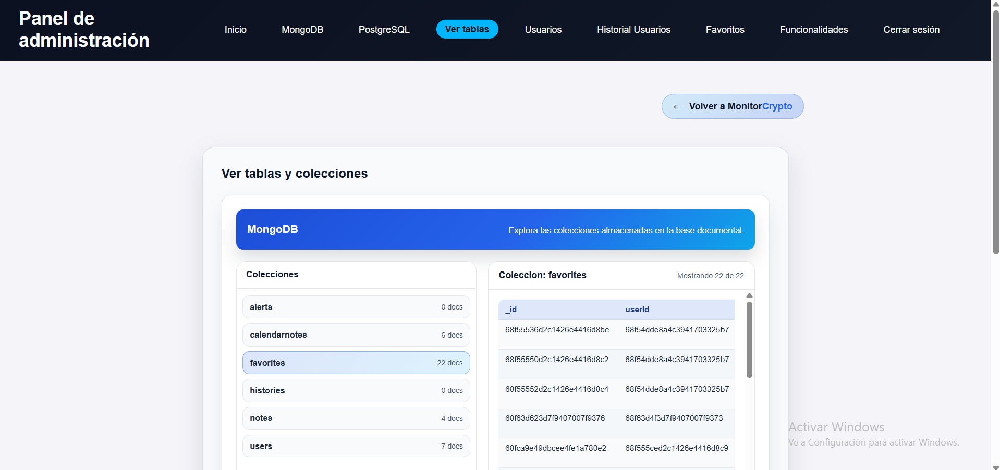 Panel de
administración
Inicio
MongoDB
PostgreSQL
Ver tablas
Usuarios
Historial Usuarios
Favoritos
Funcionalidades
Cerrar sesión
← Volver a MonitorCrypto
Ver tablas y colecciones
MongoDB
Explora las colecciones almacenadas en la base documental.
Colecciones
alerts 0 docs
calendarnotes 6 docs
favorites 22 docs
histories 0 docs
notes 4 docs
users 7 docs
Coleccion: favorites
Mostrando 22 de 22
_id userId
68f55536d2c1426e4416d8be 68f54dde8a4c3941703325b7
68f55550d2c1426e4416d8c2 68f54dde8a4c3941703325b7
68f55552d2c1426e4416d8c4 68f54dde8a4c3941703325b7
68f63d623d7f9407007f9376 68f63d4f3d7f9407007f9373
68fca9e49dbcee4fe1a780e2 68f555ced2c1426e4416d8c9
Activar Windows
Ve a Configuración para activar Windows.